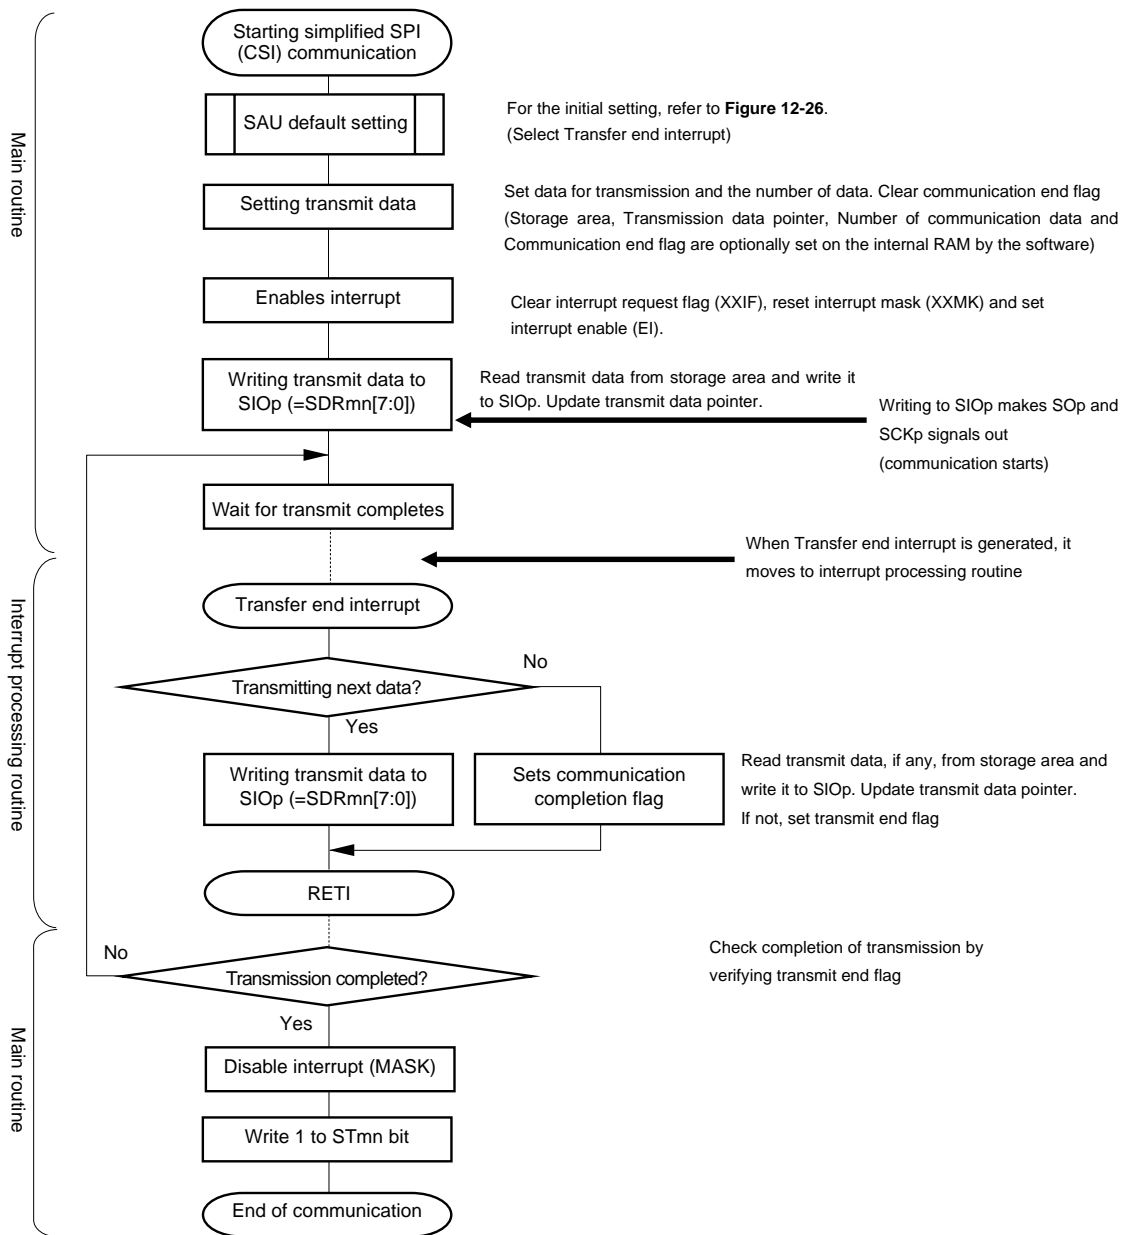 Starting simplified SPI
(CSI) communication
SAU default setting
For the initial setting, refer to Figure 12-26.
(Select Transfer end interrupt)
Main routine
Setting transmit data
Set data for transmission and the number of data. Clear communication end flag
(Storage area, Transmission data pointer, Number of communication data and
Communication end flag are optionally set on the internal RAM by the software)
Enables interrupt
Clear interrupt request flag (XXIF), reset interrupt mask (XXMK) and set
interrupt enable (EI).
Writing transmit data to
SIOp (=SDRmn[7:0])
Read transmit data from storage area and write it
to SIOp. Update transmit data pointer.
Writing to SIOp makes SOp and
SCKp signals out
(communication starts)
Wait for transmit completes
When Transfer end interrupt is generated, it
moves to interrupt processing routine
Interrupt processing routine
Transfer end interrupt
Transmitting next data?
No
Yes
Writing transmit data to
SIOp (=SDRmn[7:0])
Sets communication
completion flag
Read transmit data, if any, from storage area and
write it to SIOp. Update transmit data pointer.
If not, set transmit end flag
RETI
Main routine
No
Transmission completed?
Check completion of transmission by
verifying transmit end flag
Yes
Disable interrupt (MASK)
Write 1 to STmn bit
End of communication